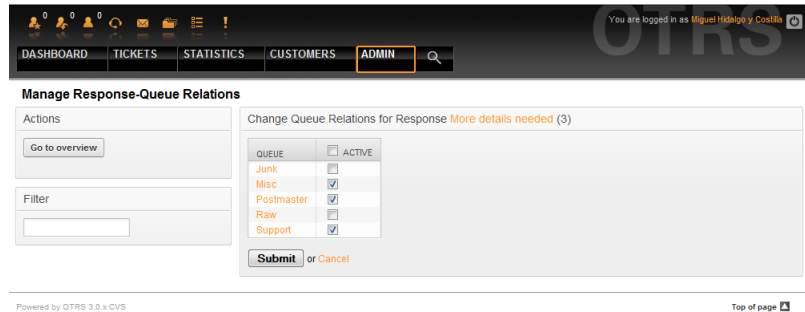 0 0 0
You are logged in as Miguel Hidalgo y Costilla
OTRS
DASHBOARD TICKETS STATISTICS CUSTOMERS ADMIN
Manage Response-Queue Relations
Actions
Go to overview
Filter
Change Queue Relations for Response More details needed (3)
QUEUE ACTIVE
Junk
Misc
Postmaster
Raw
Support
Submit or Cancel
Powered by OTRS 3.0.x CVS
Top of page